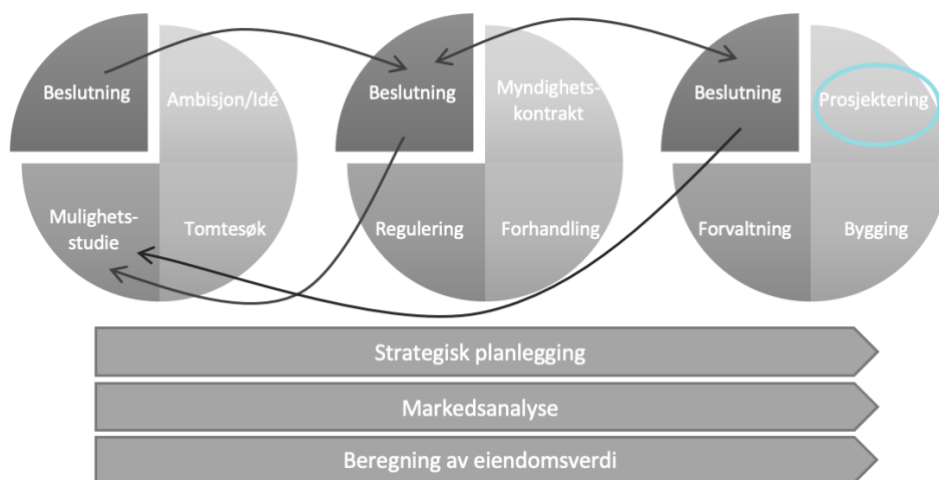 Beslutning
Ambisjon/Idé
Mulighets-
studie
Tomtesøk
Beslutning
Myndighets-
kontrakt
Regulering
Forhandling
Beslutning
Prosjektering
Forvaltning
Bygging
Strategisk planlegging
Markedsanalyse
Beregning av eiendomsverdi